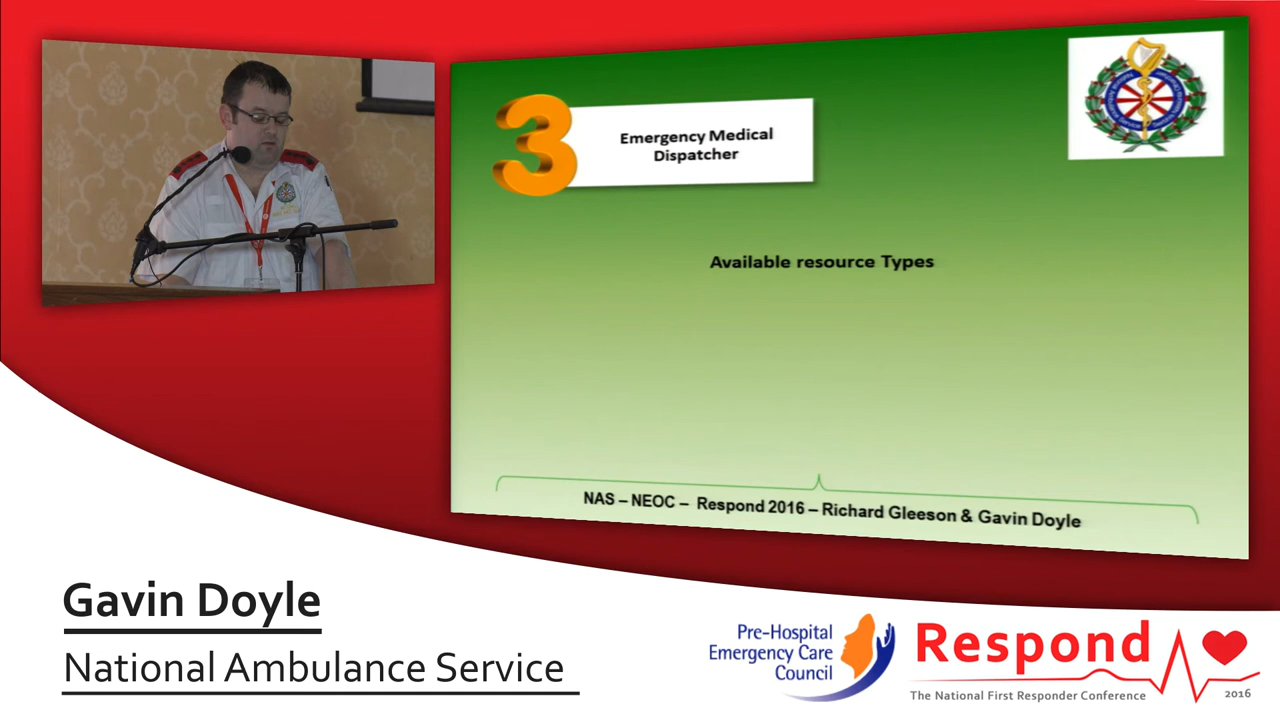 3
Emergency Medical
Dispatcher
Available resource Types
NAS – NEOC – Respond 2016 – Richard Gleeson & Gavin Doyle
Gavin Doyle
National Ambulance Service
Pre-Hospital
Emergency Care
Council
Respond
The National First Responder Conference
2016